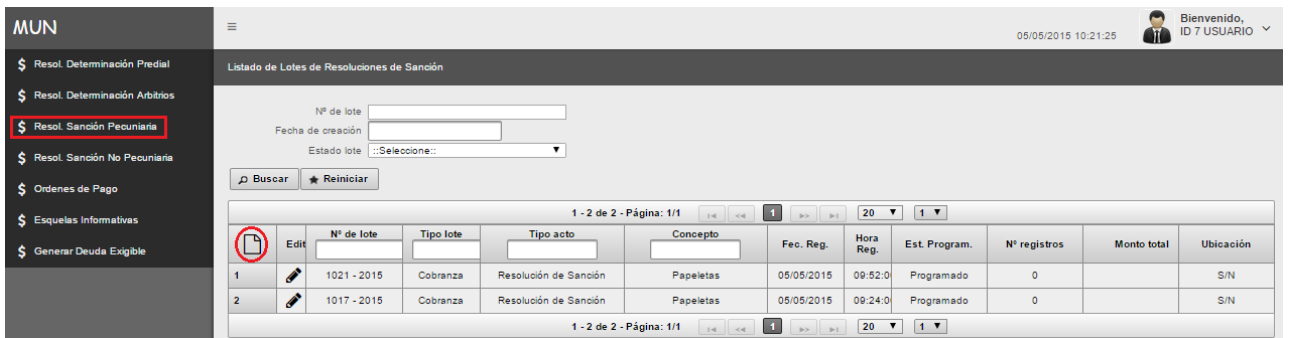 MUN
05/05/2015 10:21:25
Bienvenido,
ID 7 USUARIO
$ Resol. Determinación Predial
$ Resol. Determinación Arbitrios
$ Resol. Sanción Pecuniaria
$ Resol. Sanción No Pecuniaria
$ Ordenes de Pago
$ Esquelas Informativas
$ Generar Deuda Exigible
Listado de Lotes de Resoluciones de Sanción
Nº de lote
Fecha de creación
Estado lote ::Seleccione::
Buscar Reiniciar
1 - 2 de 2 - Página: 1/1 1 20 1
Edit Nº de lote Tipo lote Tipo acto Concepto Fec. Reg. Hora Reg. Est. Program. Nº registros Monto total Ubicación
1 1021 - 2015 Cobranza Resolución de Sanción Papeletas 05/05/2015 09:52:0 Programado 0 S/N
2 1017 - 2015 Cobranza Resolución de Sanción Papeletas 05/05/2015 09:24:0 Programado 0 S/N
1 - 2 de 2 - Página: 1/1 1 20 1